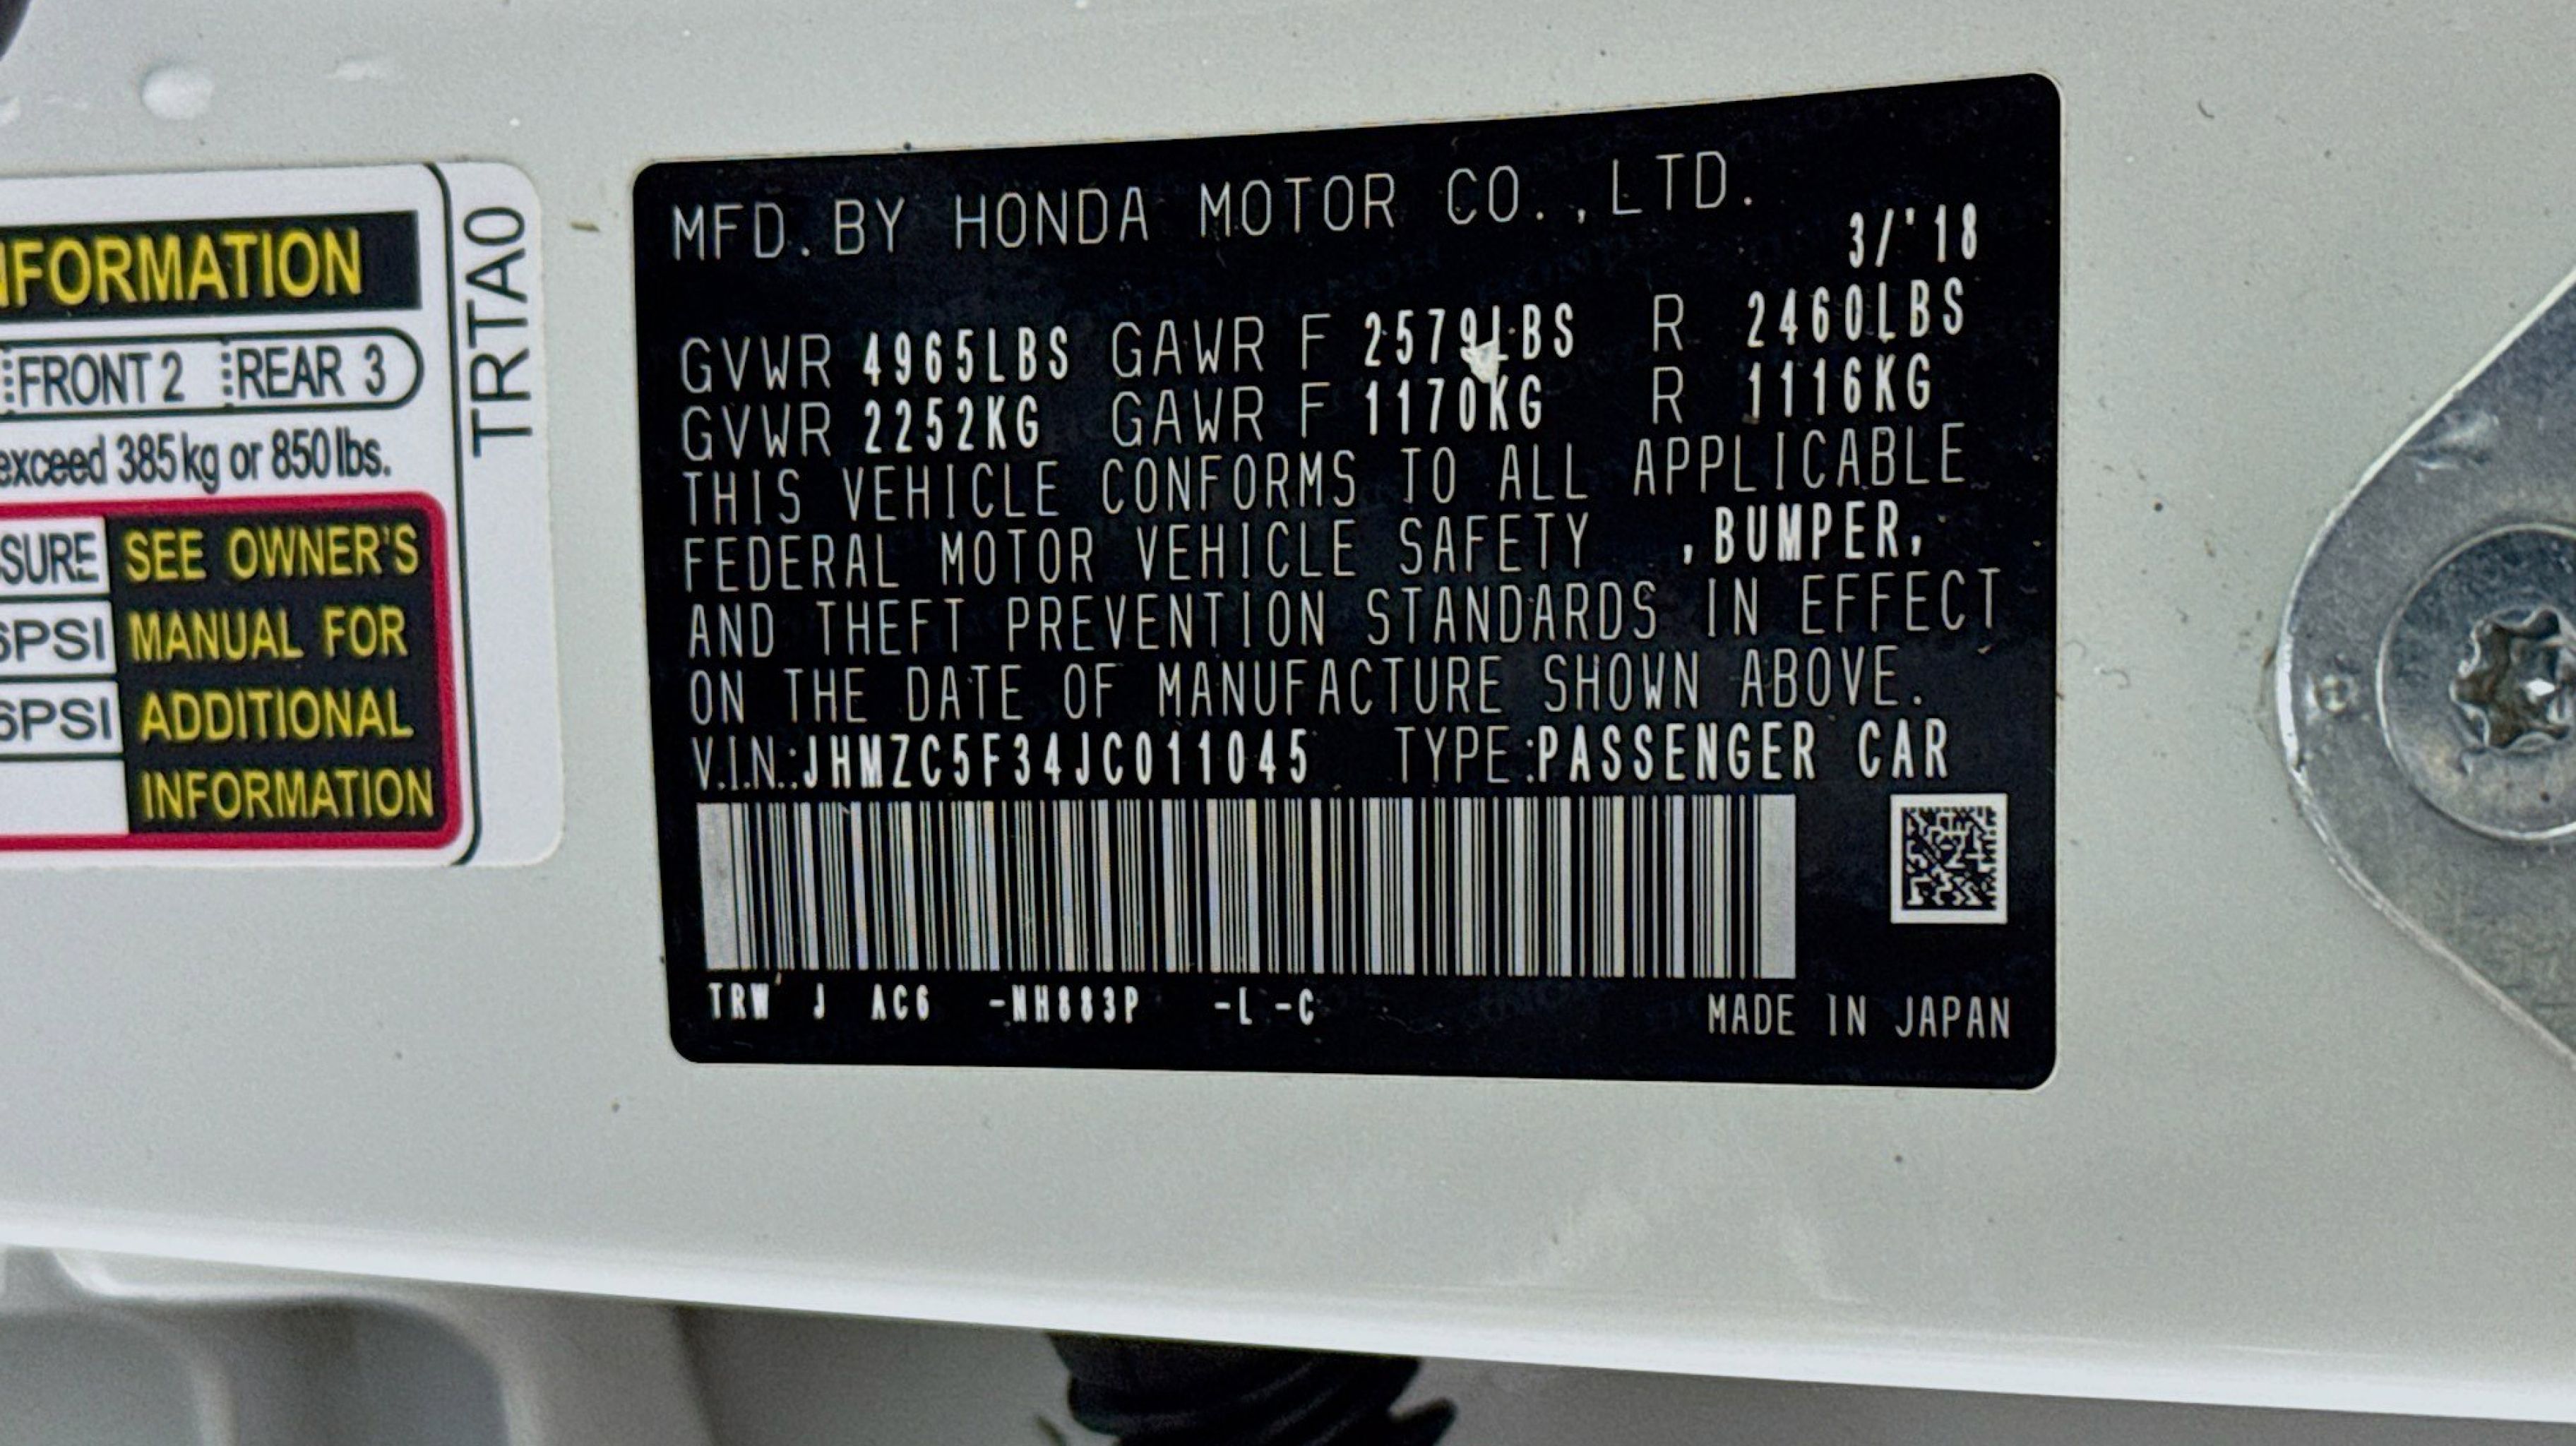 NFORMATION
FRONT 2 REAR 3
exceed 385 kg or 850 lbs.
SURE SEE OWNER'S
6PSI MANUAL FOR
6PSI ADDITIONAL
INFORMATION
TRTA0
MFD. BY HONDA MOTOR CO., LTD.
3/'18
GVWR 4965LBS GAWR F 2579LBS R 2460LBS
GVWR 2252KG GAWR F 1170KG R 1116KG
THIS VEHICLE CONFORMS TO ALL APPLICABLE
FEDERAL MOTOR VEHICLE SAFETY , BUMPER,
AND THEFT PREVENTION STANDARDS IN EFFECT
ON THE DATE OF MANUFACTURE SHOWN ABOVE.
V.I.N.:JHMZC5F34JC011045 TYPE:PASSENGER CAR
TRW J AC6 -NH883P -L -C
MADE IN JAPAN